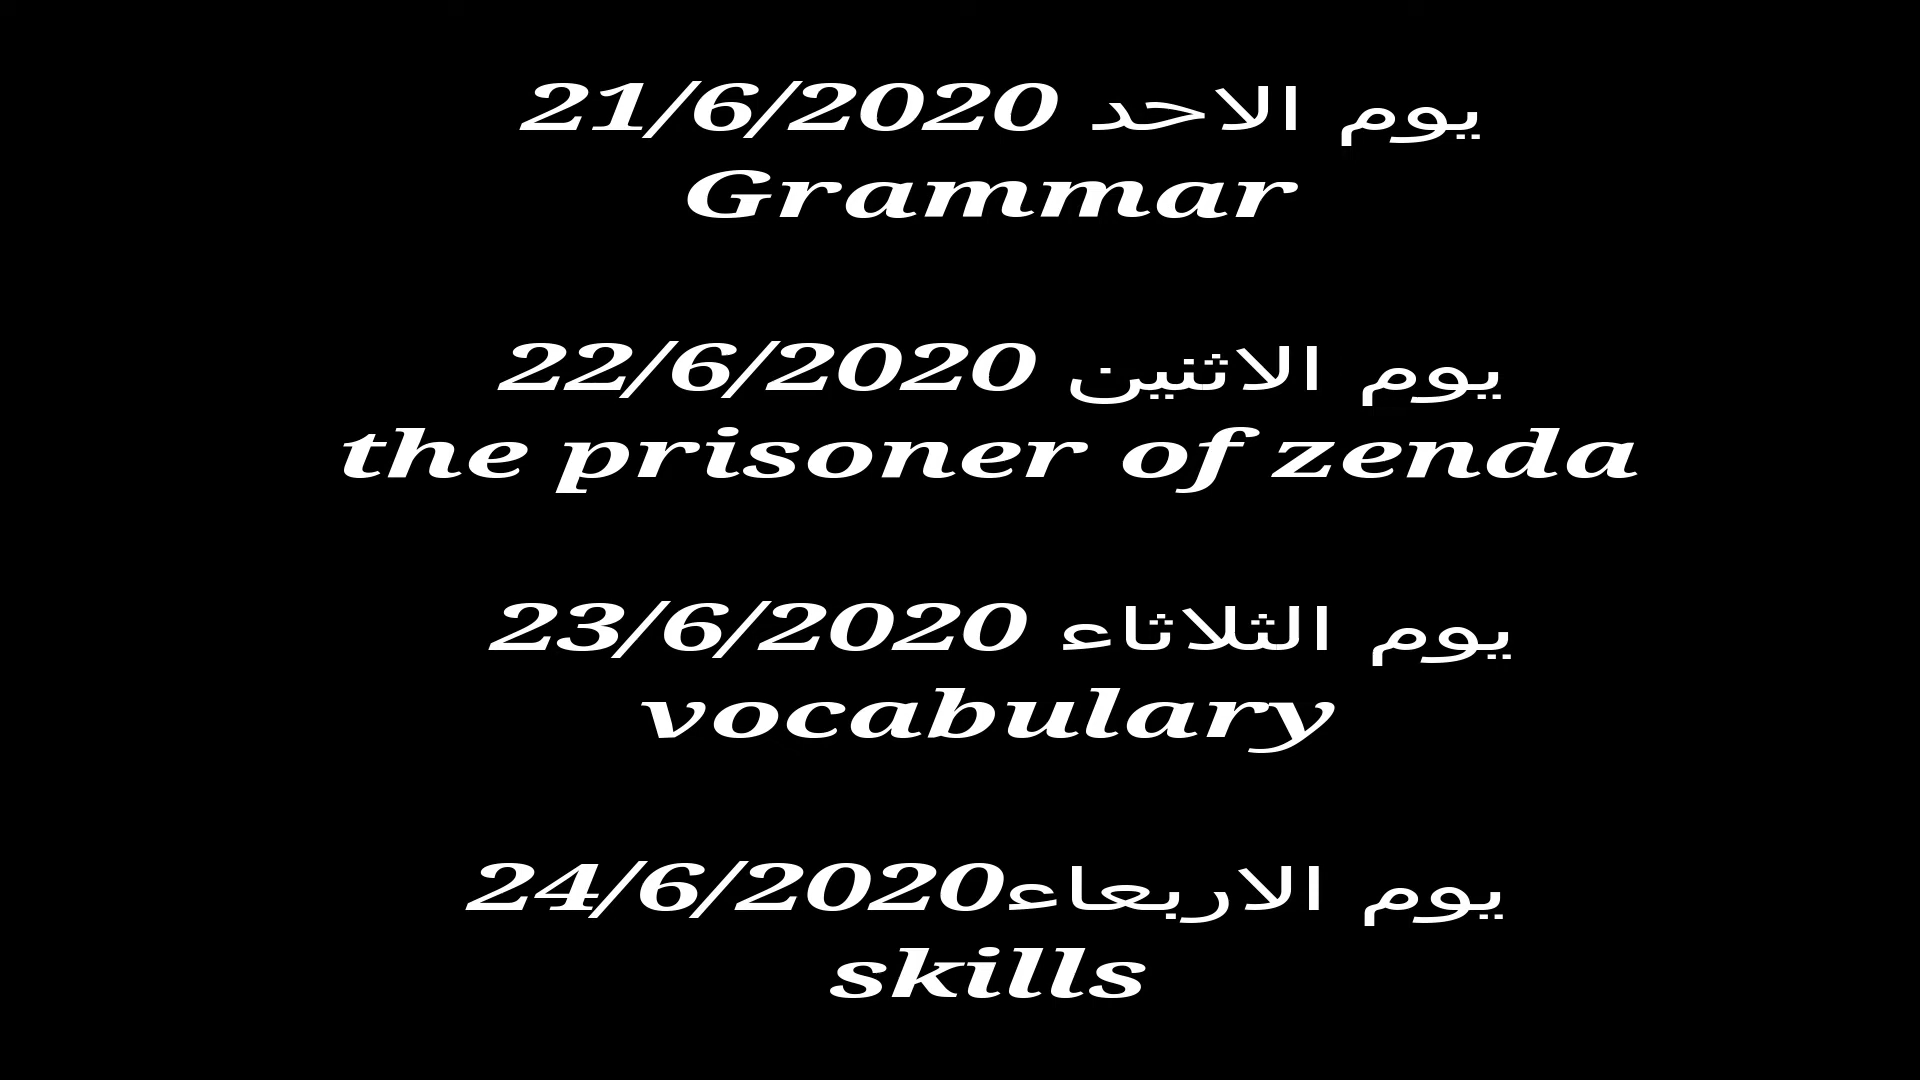 يوم الاحد 21/6/2020
Grammar
يوم الاثنين 22/6/2020
the prisoner of zenda
يوم الثلاثاء 23/6/2020
vocabulary
يوم الاربعاء24/6/2020
skills